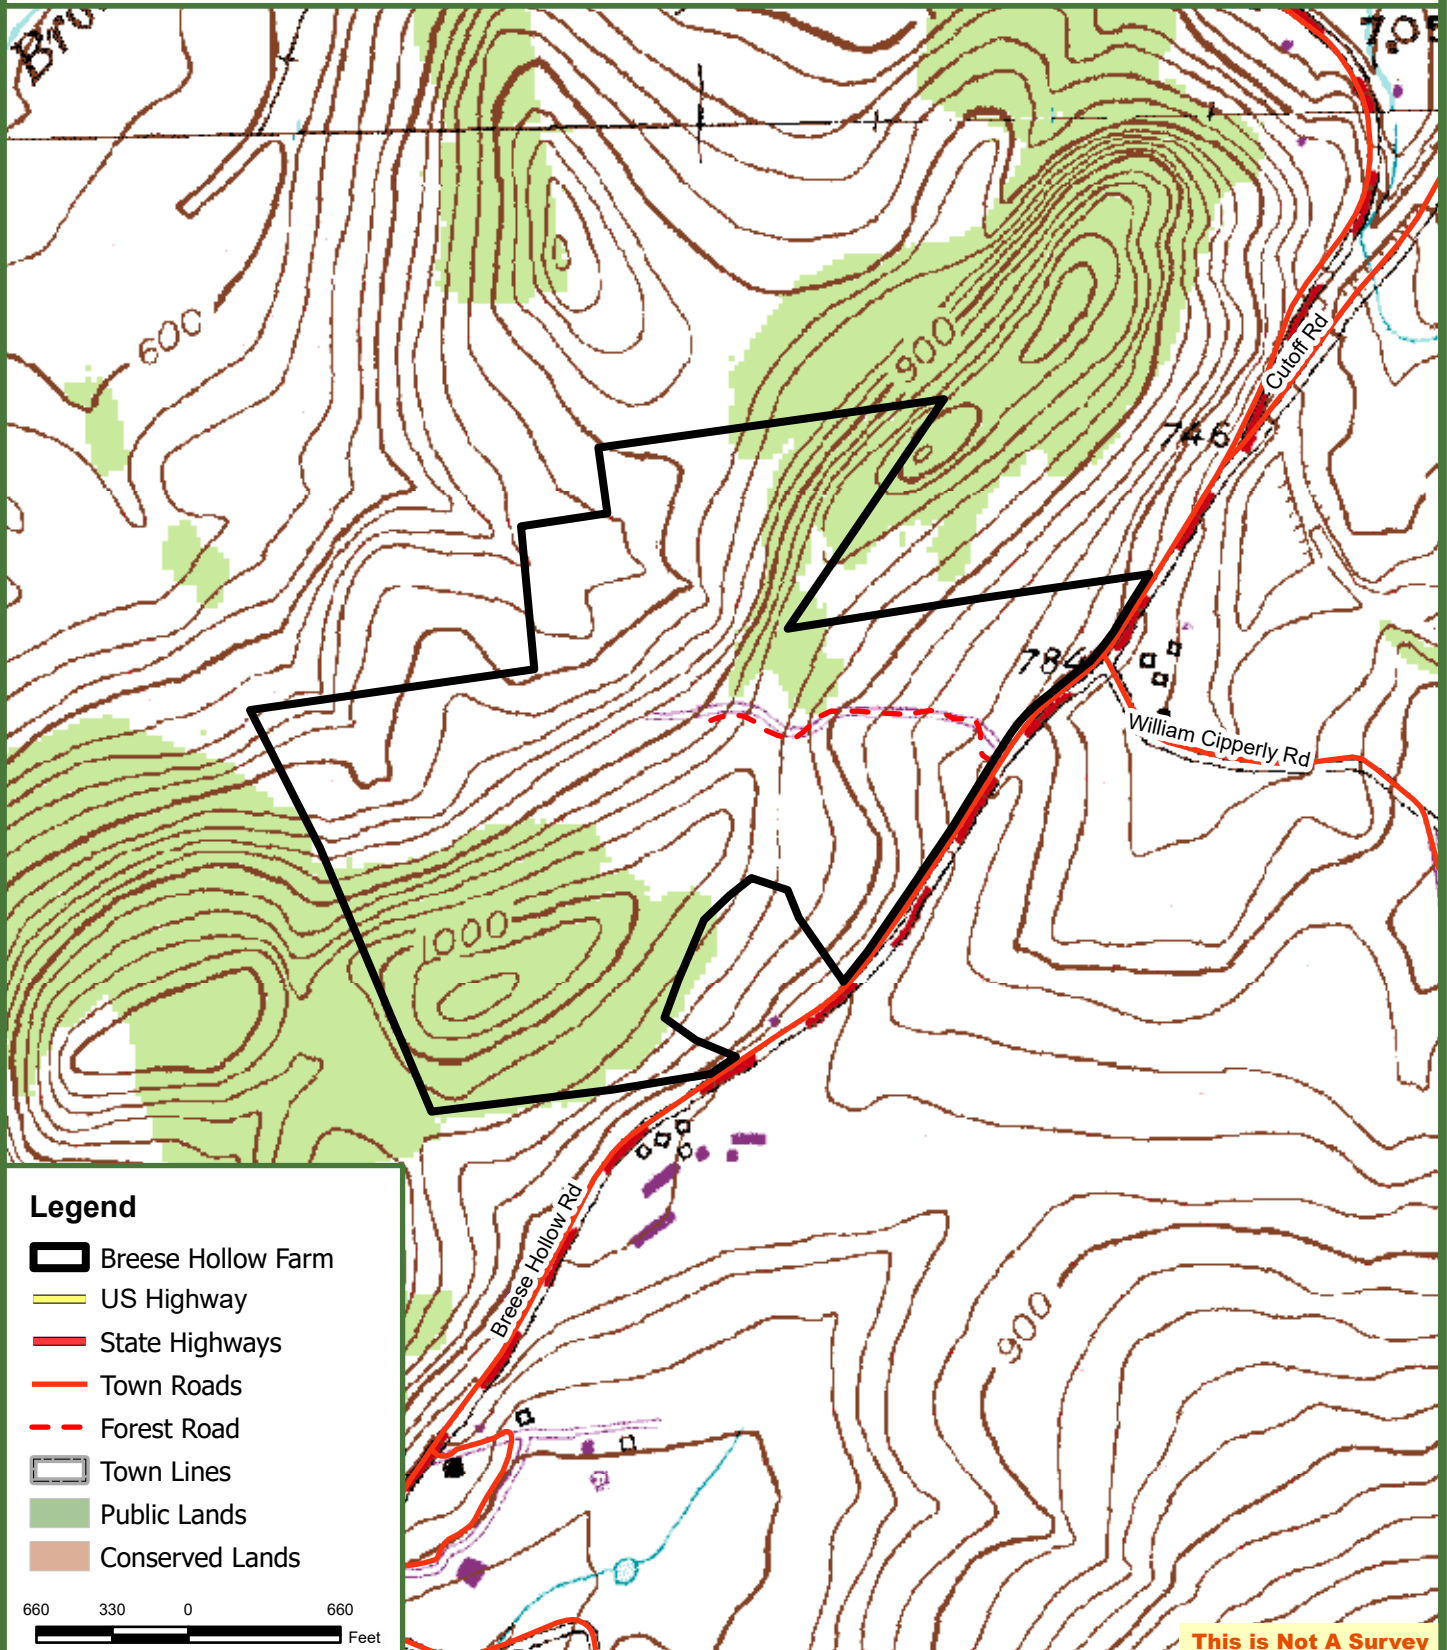 Bro
705
600
900
Cutoff Rd
746
784
William Cipperly Rd
1000
Breese Hollow Rd
900
Legend
Breese Hollow Farm
US Highway
State Highways
Town Roads
Forest Road
Town Lines
Public Lands
Conserved Lands
660 330 0 660
Feet
This is Not A Survey